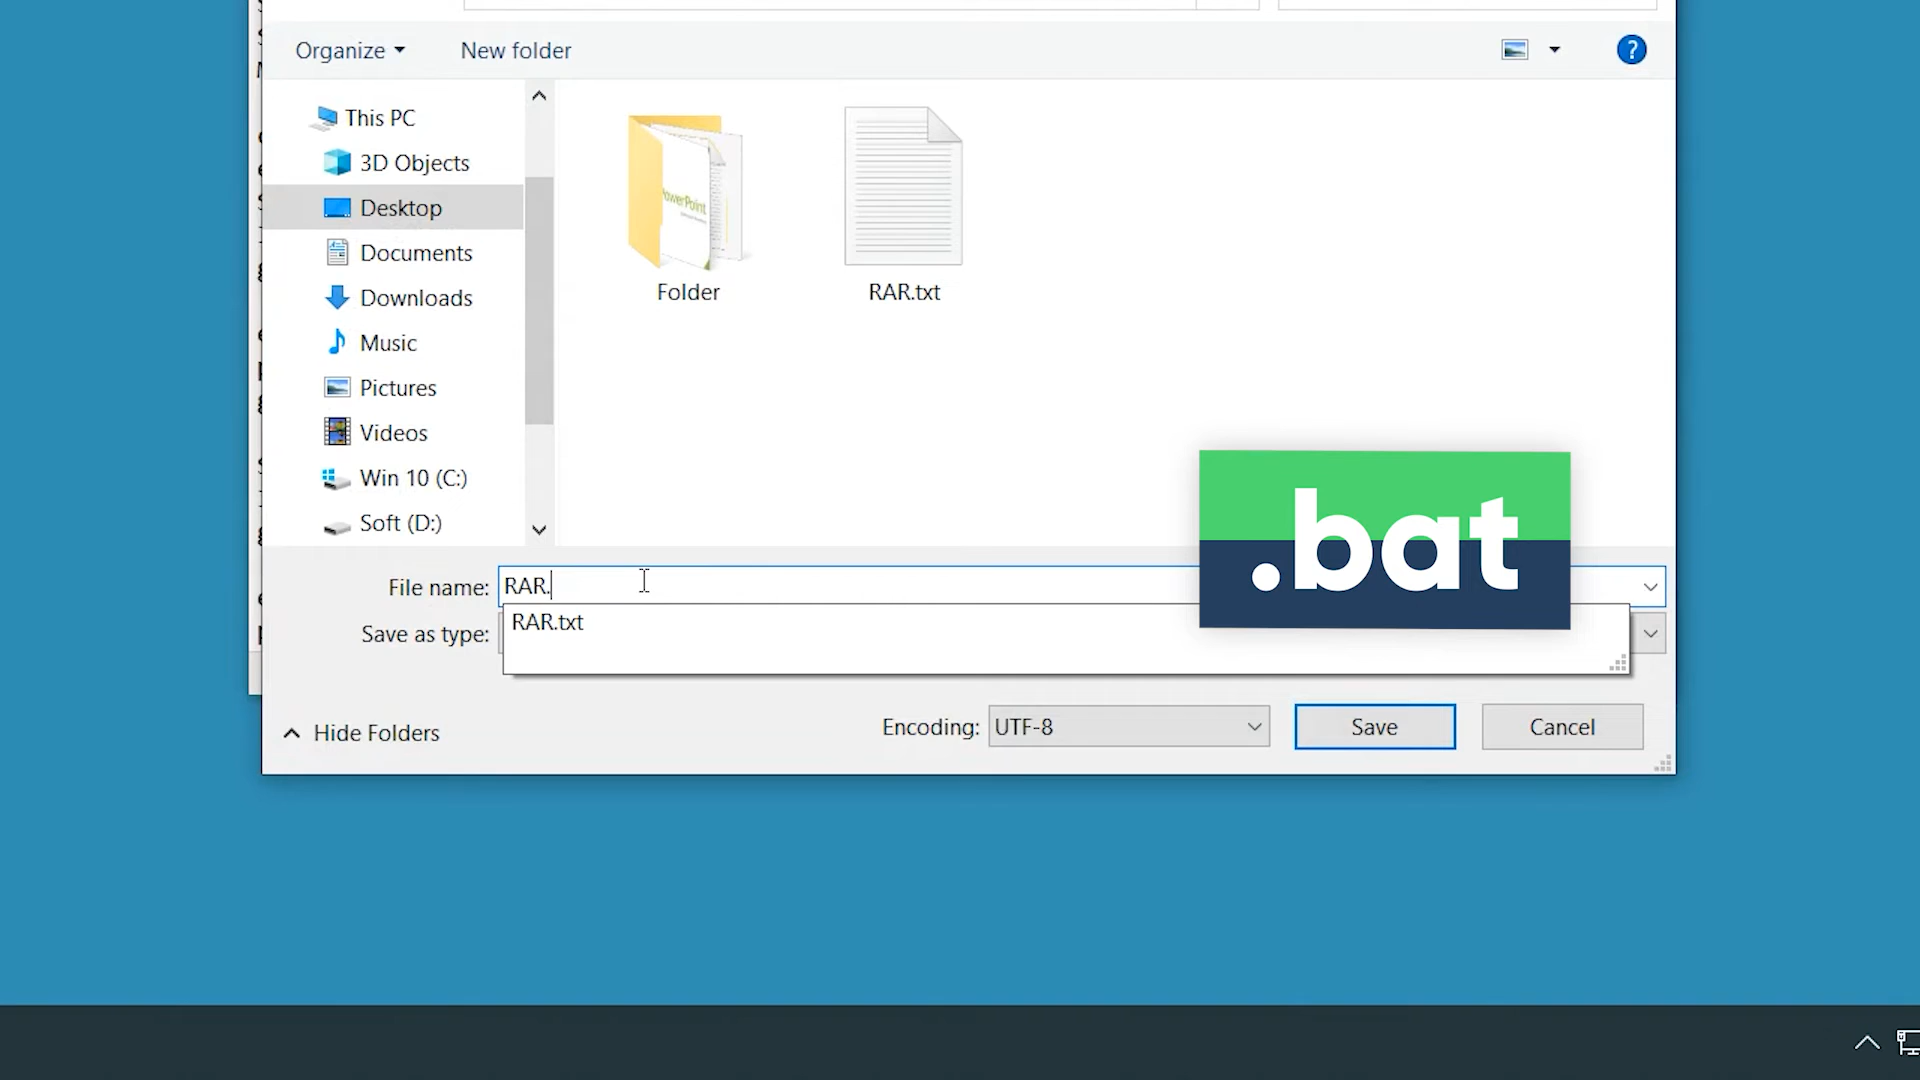 Organize
New folder
?
This PC
3D Objects
Desktop
Documents
Downloads
Music
Pictures
Videos
Win 10 (C:)
Soft (D:)
PowerPoint
Folder
RAR.txt
.bat
File name: RAR.
RAR.txt
Save as type:
Hide Folders
Encoding: UTF-8
Save
Cancel